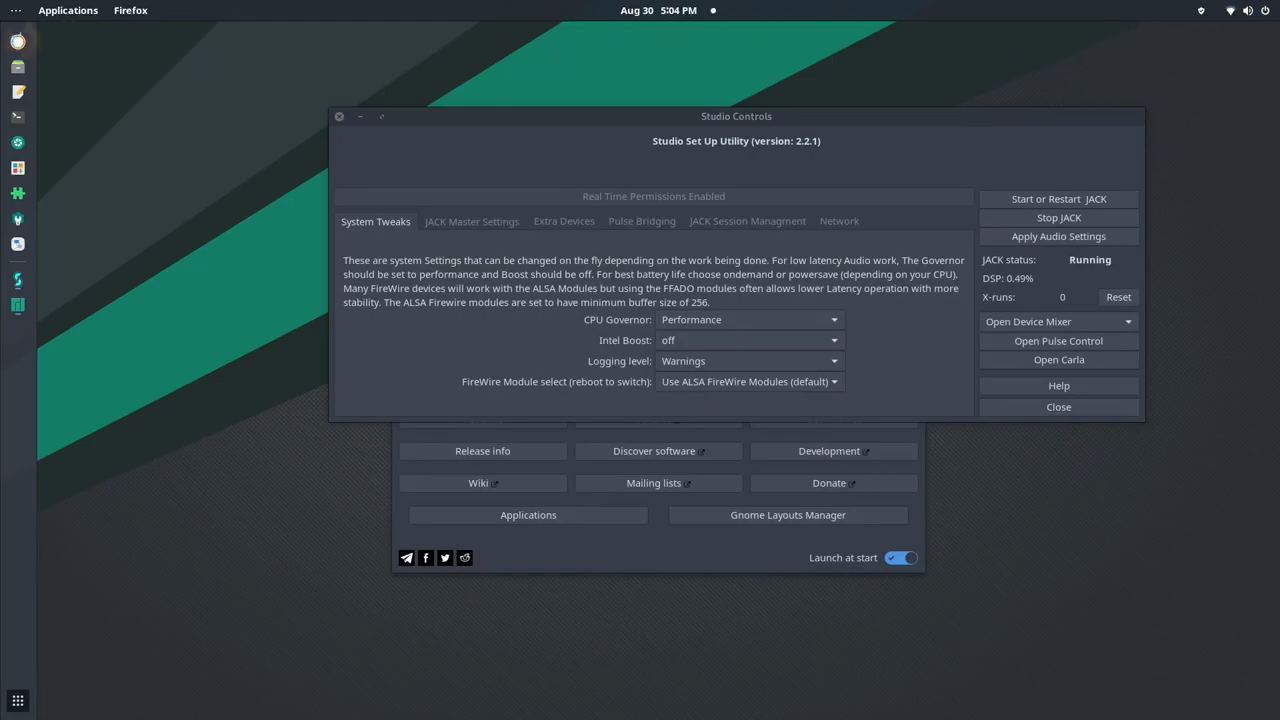 Applications Firefox Aug 30 5:04 PM
Studio Controls
Studio Set Up Utility (version: 2.2.1)
Real Time Permissions Enabled
System Tweaks JACK Master Settings Extra Devices Pulse Bridging JACK Session Managment Network
These are system Settings that can be changed on the fly depending on the work being done. For low latency Audio work, The Governor
should be set to performance and Boost should be off. For best battery life choose ondemand or powersave (depending on your CPU).
Many FireWire devices will work with the ALSA Modules but using the FFADO modules often allows lower Latency operation with more
stability. The ALSA Firewire modules are set to have minimum buffer size of 256.
CPU Governor: Performance
Intel Boost: off
Logging level: Warnings
FireWire Module select (reboot to switch): Use ALSA FireWire Modules (default)
Start or Restart JACK
Stop JACK
Apply Audio Settings
JACK status: Running
DSP: 0.49%
X-runs: 0 Reset
Open Device Mixer
Open Pulse Control
Open Carla
Help
Close
Release info Discover software Development
Wiki Mailing lists Donate
Applications Gnome Layouts Manager
Launch at start